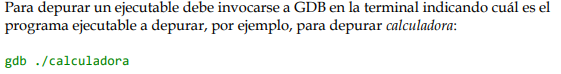 Para depurar un ejecutable debe invocarse a GDB en la terminal indicando cuál es el
programa ejecutable a depurar, por ejemplo, para depurar calculadora:
gdb ./calculadora